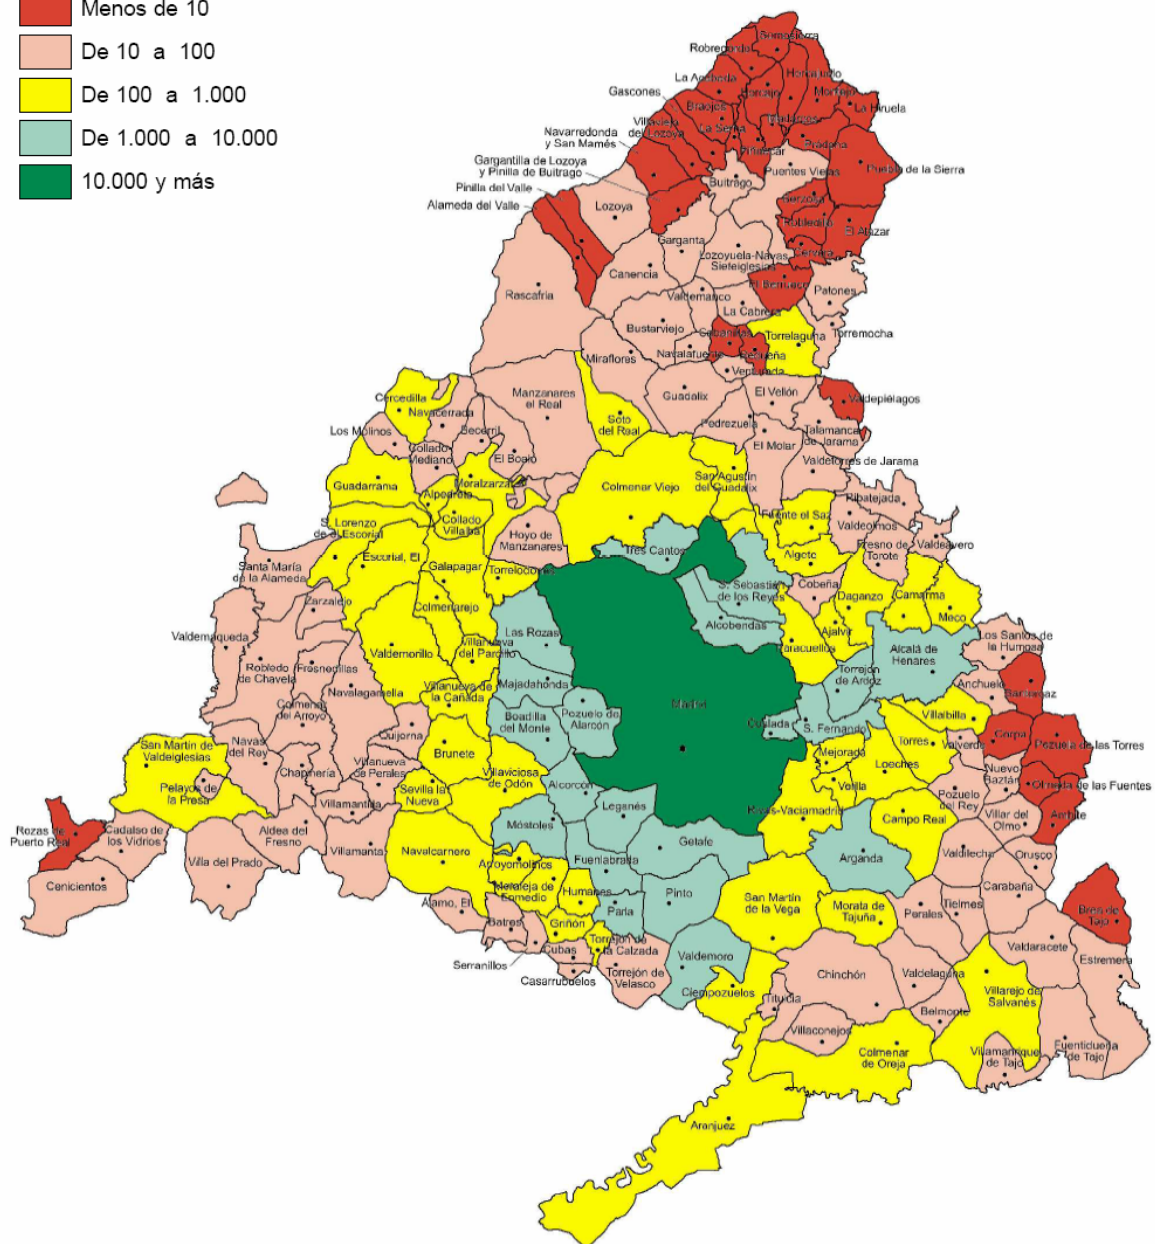 Menos de 10
De 10 a 100
De 100 a 1.000
De 1.000 a 10.000
10.000 y más
Robregordo
Somosierra
La Acebeda
Horcajuelo
Gascones
Horcajo
Montejo
La Hiruela
Braojos
Villavieja
del Lozoya
La Serna
Madarcos
Navarredonda
y San Mamés
Piñuécar
Prádena
Gargantilla de Lozoya
y Pinilla de Buitrago
Buitrago
Puentes Viejas
Puebla de la Sierra
Pinilla del Valle
Alameda del Valle
Lozoya
Berzosa
Robledillo
El Atazar
Garganta
Cervera
Canencia
Lozoyuela-Navas
Sieteiglesias
El Berrueco
Patones
Rascafría
Valdemanco
La Cabrera
Bustarviejo
Cabanillas
Torrelaguna
Torremocha
Miraflores
Navalafuente
Redueña
Venturada
Cercedilla
Navacerrada
Manzanares
el Real
Guadalix
El Vellón
Valdepiélagos
Los Molinos
Becerril
Soto
del Real
Pedrezuela
Talamanca
de Jarama
Collado
Mediano
El Boalo
El Molar
Valdetorres de Jarama
Guadarrama
Moralzarzal
Colmenar Viejo
San Agustín
del Guadalix
Alpedrete
Ribatejada
S. Lorenzo
de el Escorial
Collado
Villalba
Hoyo de
Manzanares
Fuente el Saz
Valdeolmos
Escorial, El
Tres Cantos
Algete
Fresno de
Torote
Valdeavero
Santa María
de la Alameda
Galapagar
Torrelodones
S. Sebastián
de los Reyes
Cobeña
Daganzo
Camarma
Zarzalejo
Colmenarejo
Meco
Valdemaqueda
Las Rozas
Alcobendas
Ajalvir
Paracuellos
Los Santos de
la Humosa
Valdemorillo
Villanueva
del Pardillo
Alcalá de
Henares
Robledo
de Chavela
Fresnedillas
Navalagamella
Villanueva de
la Cañada
Majadahonda
Torrejón
de Ardoz
Anchuelo
Santorcaz
Colmenar
del Arroyo
Boadilla
del Monte
Pozuelo de
Alarcón
Madrid
Coslada
S. Fernando
Villalbilla
Quijorna
Corpa
Pezuela de las Torres
San Martín de
Valdeiglesias
Navas
del Rey
Brunete
Mejorada
Torres
Valverde
Chapinería
Villanueva
de Perales
Villaviciosa
de Odón
Alcorcón
Velilla
Loeches
Nuevo
Baztán
Olmeda de las Fuentes
Pelayos de
la Presa
Sevilla la
Nueva
Pozuelo
del Rey
Villamantilla
Leganés
Rivas-Vaciamadrid
Campo Real
Villar del
Olmo
Ambite
Rozas de
Puerto Real
Cadalso de
los Vidrios
Aldea del
Fresno
Móstoles
Getafe
Villa del Prado
Villamanta
Navalcarnero
Arroyomolinos
Fuenlabrada
Arganda
Valdilecha
Orusco
Cenicientos
Moraleja de
Enmedio
Humanes
Pinto
San Martín
de la Vega
Carabaña
Álamo, El
Parla
Morata de
Tajuña
Perales
Tielmes
Brea de
Tajo
Batres
Griñón
Torrejón de
la Calzada
Serranillos
Cubas
Valdaracete
Casarrubuelos
Torrejón de
Velasco
Valdemoro
Chinchón
Valdelaguna
Estremera
Ciempozuelos
Titulcia
Villarejo de
Salvanés
Villaconejos
Belmonte
Colmenar
de Oreja
Villamanrique
de Tajo
Fuentidueña
de Tajo
Aranjuez